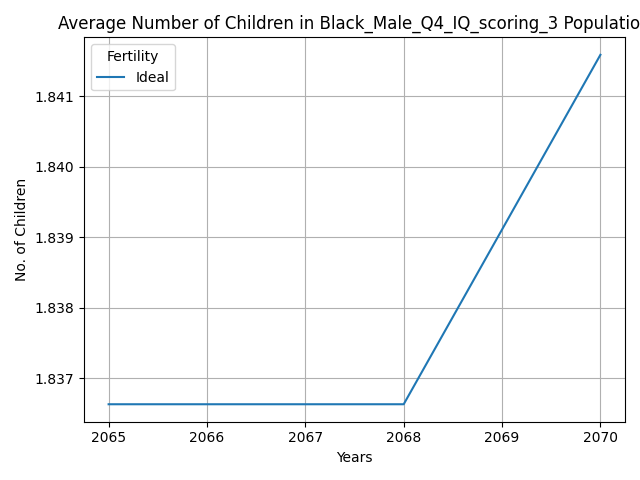 Average Number of Children in Black_Male_Q4_IQ_scoring_3 Populatio
Fertility
Ideal
1.841
1.840
1.839
1.838
1.837
No. of Children
2065 2066 2067 2068 2069 2070
Years